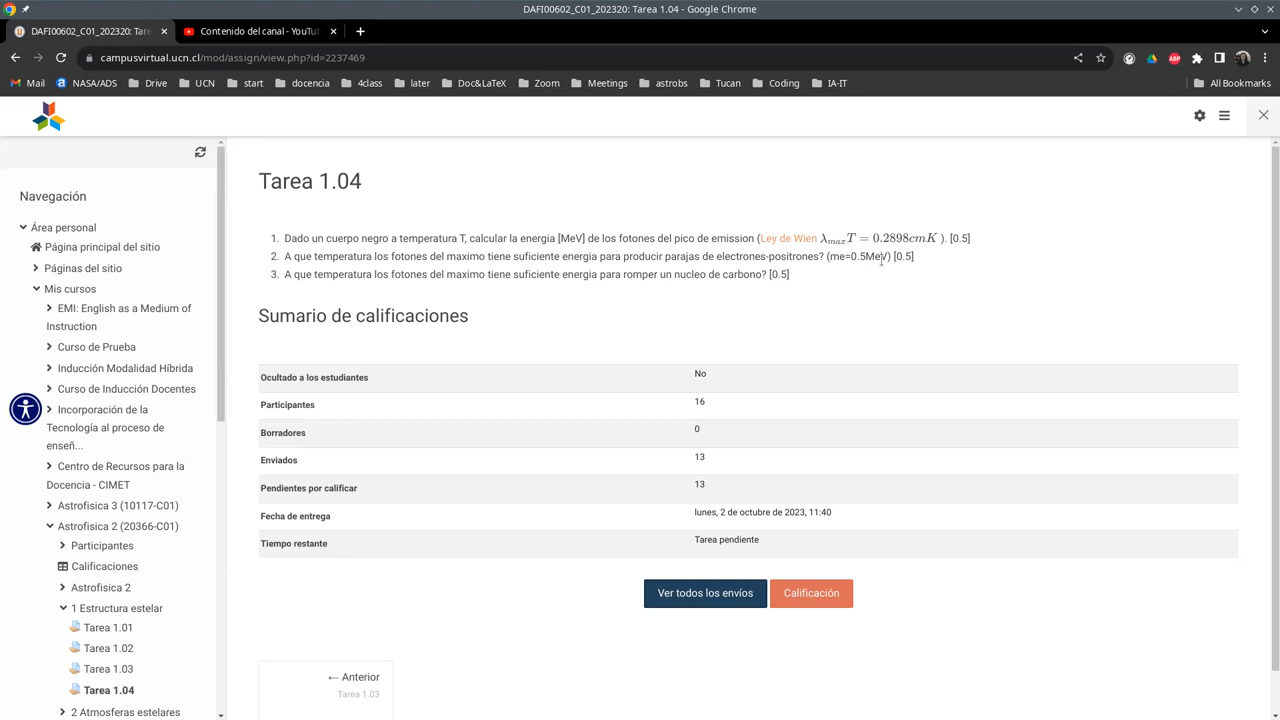 DAFI00602_C01_202320: Tarea 1.04 - Google Chrome
DAFI00602_C01_202320: Tare
Contenido del canal - YouTu
campusvirtual.ucn.cl/mod/assign/view.php?id=2237469
Mail NASA/ADS Drive UCN start docencia 4class later Doc&LaTeX Zoom Meetings astrobs Tucan Coding IA-IT All Bookmarks
Navegación
Área personal
Página principal del sitio
Páginas del sitio
Mis cursos
EMI: English as a Medium of
Instruction
Curso de Prueba
Inducción Modalidad Híbrida
Curso de Inducción Docentes
Incorporación de la
Tecnología al proceso de
enseñ...
Centro de Recursos para la
Docencia - CIMET
Astrofisica 3 (10117-C01)
Astrofisica 2 (20366-C01)
Participantes
Calificaciones
Astrofisica 2
1 Estructura estelar
Tarea 1.01
Tarea 1.02
Tarea 1.03
Tarea 1.04
2 Atmosferas estelares
Tarea 1.04
1. Dado un cuerpo negro a temperatura T, calcular la energia [MeV] de los fotones del pico de emission (Ley de Wien λmaxT = 0.2898cmK ). [0.5]
2. A que temperatura los fotones del maximo tiene suficiente energia para producir parajas de electrones-positrones? (me=0.5MeV) [0.5]
3. A que temperatura los fotones del maximo tiene suficiente energia para romper un nucleo de carbono? [0.5]
Sumario de calificaciones
Ocultado a los estudiantes No
Participantes 16
Borradores 0
Enviados 13
Pendientes por calificar 13
Fecha de entrega lunes, 2 de octubre de 2023, 11:40
Tiempo restante Tarea pendiente
Ver todos los envíos Calificación
← Anterior
Tarea 1.03